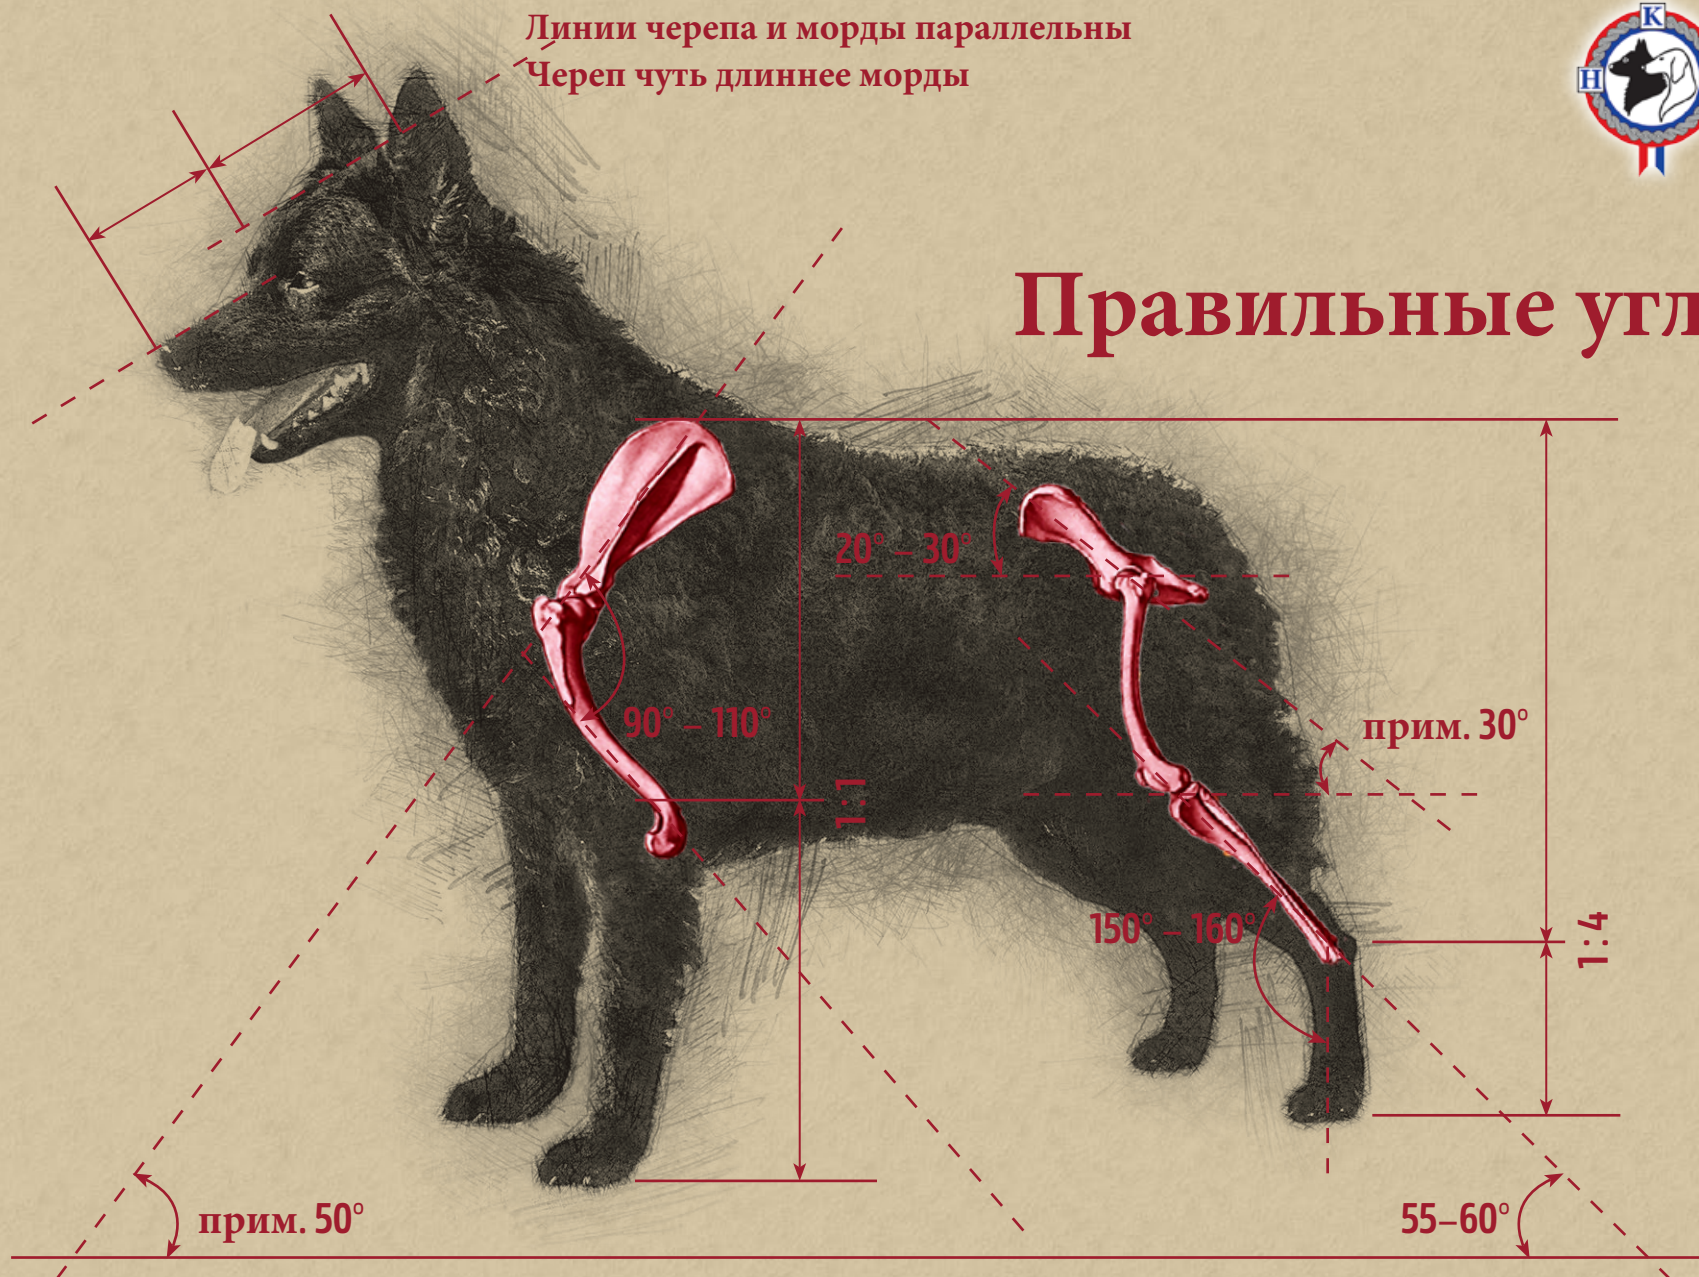 Линии черепа и морды параллельны
Череп чуть длиннее морды
К
Н
Правильные угл
20° – 30°
90° – 110°
прим. 30°
1:1
150° – 160°
1:4
прим. 50°
55–60°